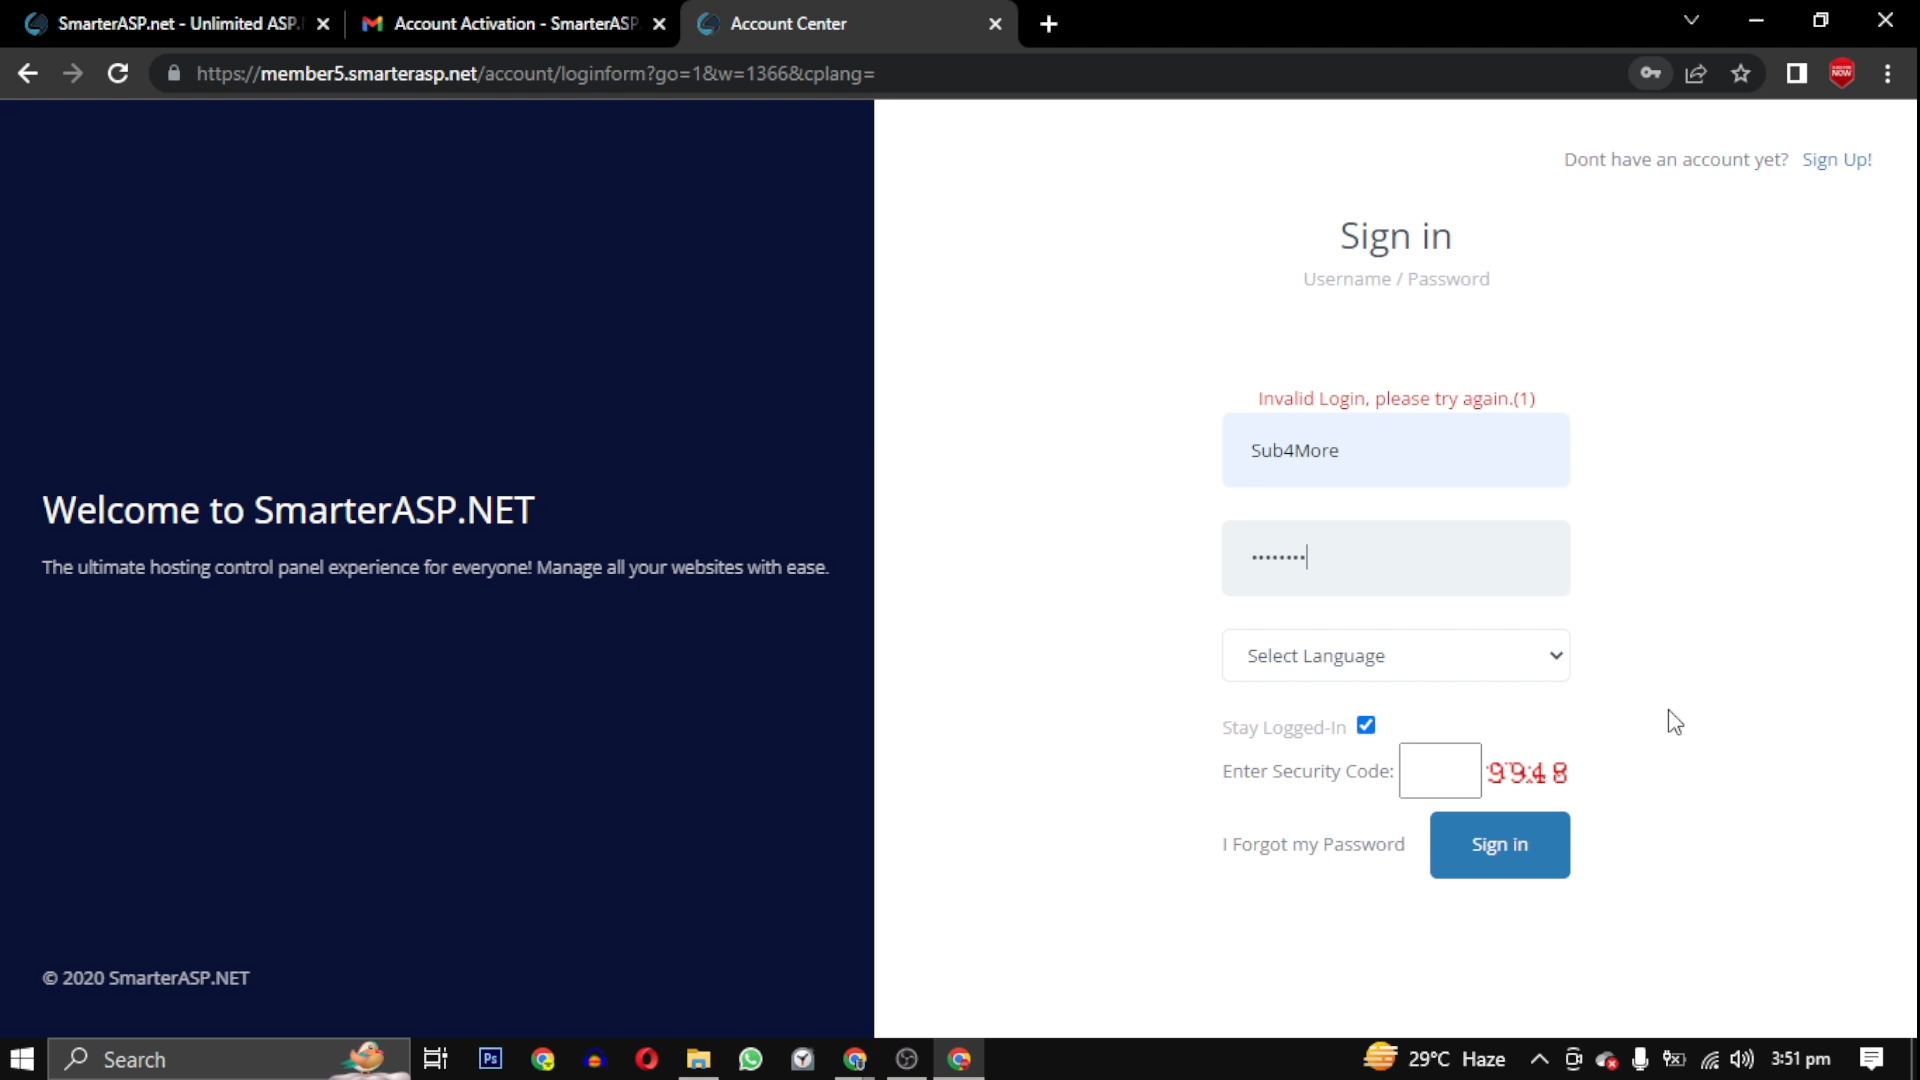 SmarterASP.net - Unlimited ASP.
Account Activation - SmarterASP.
Account Center
https://member5.smarterasp.net/account/loginform?go=1&w=1366&cplang=
NOW
Dont have an account yet? Sign Up!
Sign in
Username / Password
Invalid Login, please try again.(1)
Sub4More
Welcome to SmarterASP.NET
The ultimate hosting control panel experience for everyone! Manage all your websites with ease.
Select Language
Stay Logged-In
Enter Security Code: 9948
I Forgot my Password Sign in
© 2020 SmarterASP.NET
Search
Ps
29°C Haze
3:51 pm